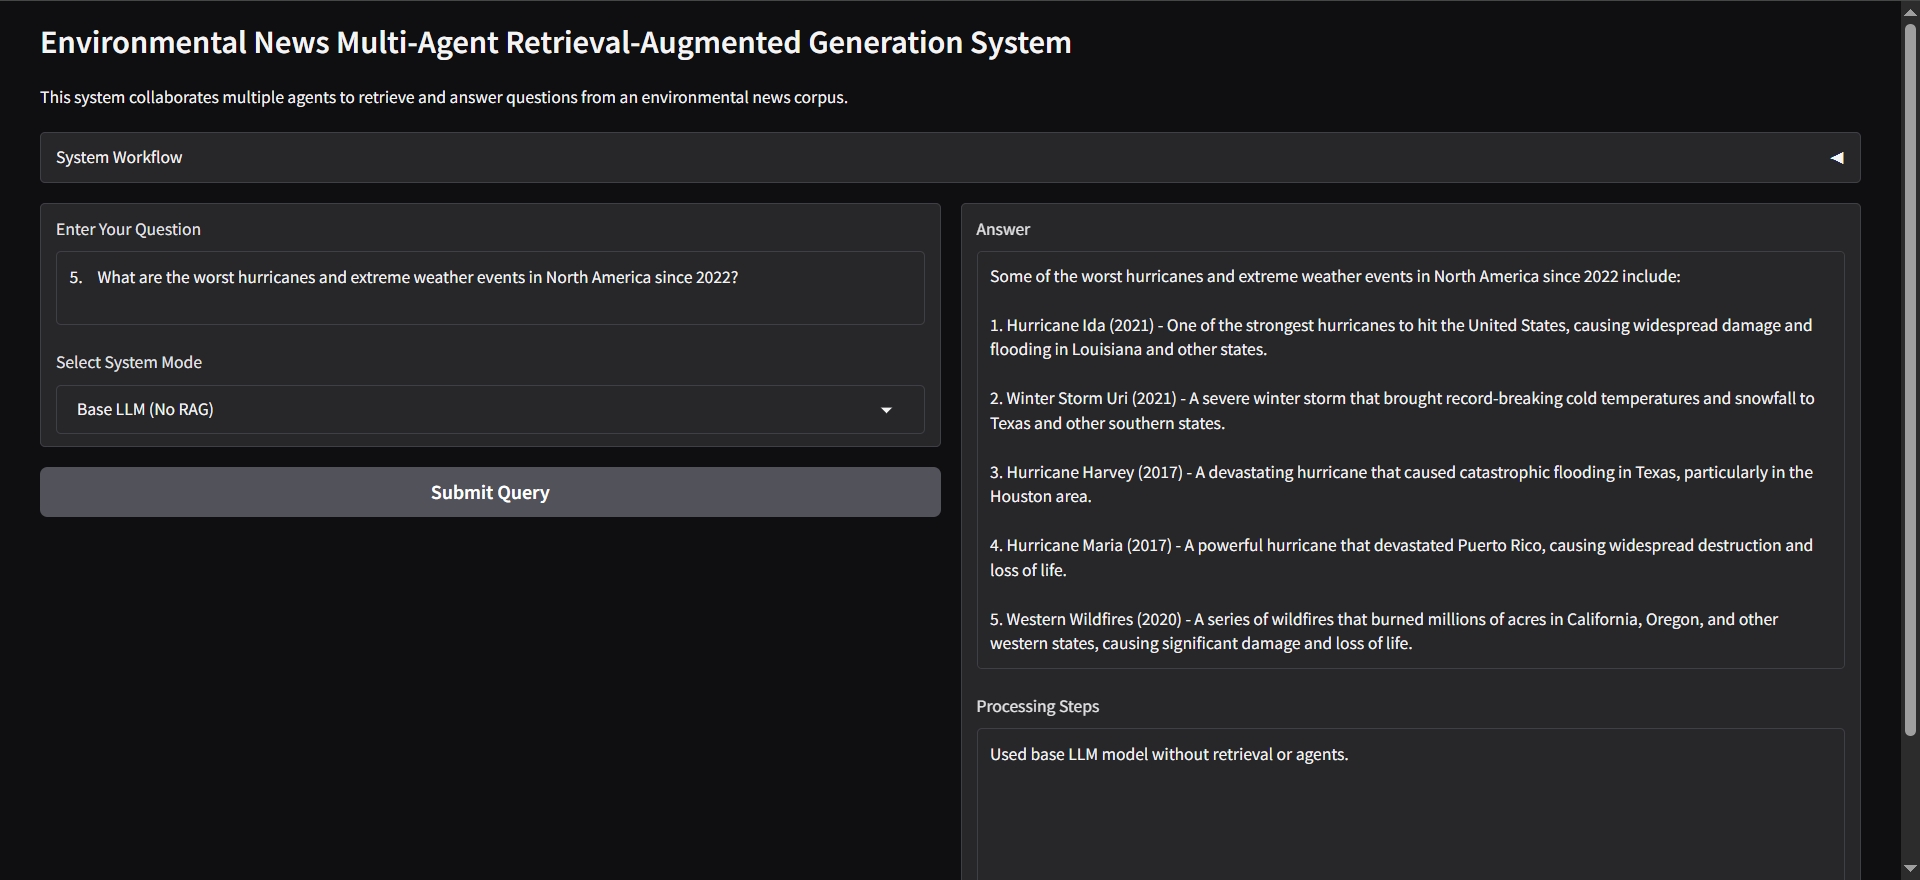 Environmental News Multi-Agent Retrieval-Augmented Generation System
This system collaborates multiple agents to retrieve and answer questions from an environmental news corpus.
System Workflow
Enter Your Question
5. What are the worst hurricanes and extreme weather events in North America since 2022?
Select System Mode
Base LLM (No RAG)
Submit Query
Answer
Some of the worst hurricanes and extreme weather events in North America since 2022 include:
1. Hurricane Ida (2021) - One of the strongest hurricanes to hit the United States, causing widespread damage and
flooding in Louisiana and other states.
2. Winter Storm Uri (2021) - A severe winter storm that brought record-breaking cold temperatures and snowfall to
Texas and other southern states.
3. Hurricane Harvey (2017) - A devastating hurricane that caused catastrophic flooding in Texas, particularly in the
Houston area.
4. Hurricane Maria (2017) - A powerful hurricane that devastated Puerto Rico, causing widespread destruction and
loss of life.
5. Western Wildfires (2020) - A series of wildfires that burned millions of acres in California, Oregon, and other
western states, causing significant damage and loss of life.
Processing Steps
Used base LLM model without retrieval or agents.